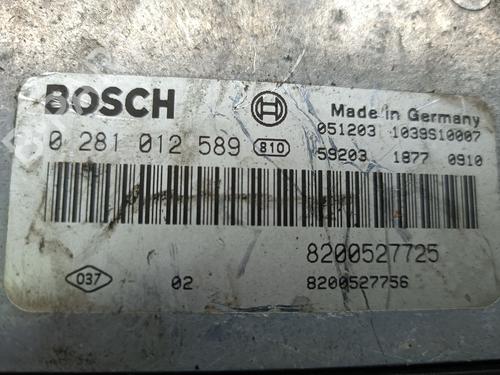 BOSCH
Made in Germany
0 281 012 589 810
051203 1039S10007
59203 1877 0910
8200527725
037 02 8200527756